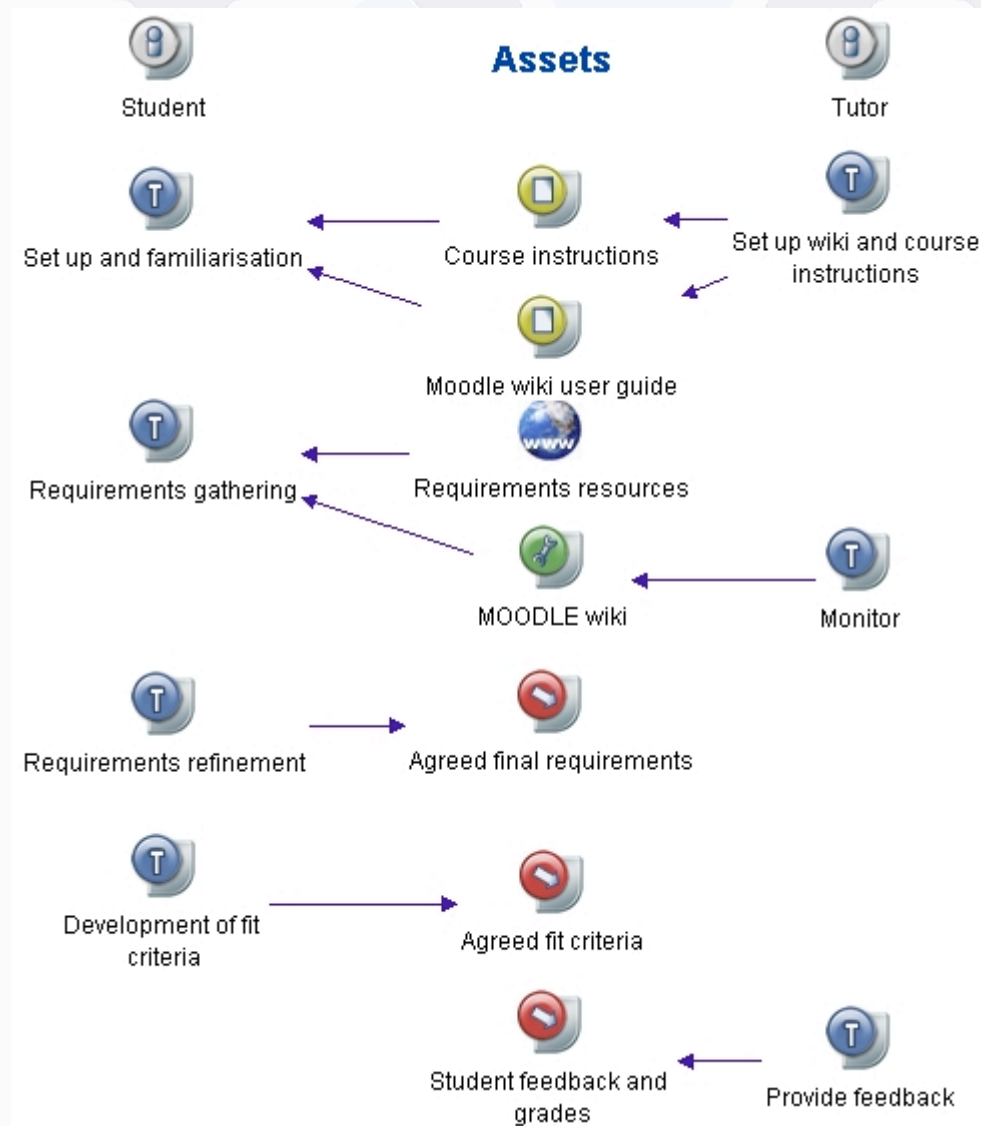 Assets
Student
Tutor
Set up and familiarisation
Course instructions
Set up wiki and course
instructions
Moodle wiki user guide
www
Requirements gathering
Requirements resources
MOODLE wiki
Monitor
Requirements refinement
Agreed final requirements
Development of fit
criteria
Agreed fit criteria
Student feedback and
grades
Provide feedback
T
T
T
T
T
T
T